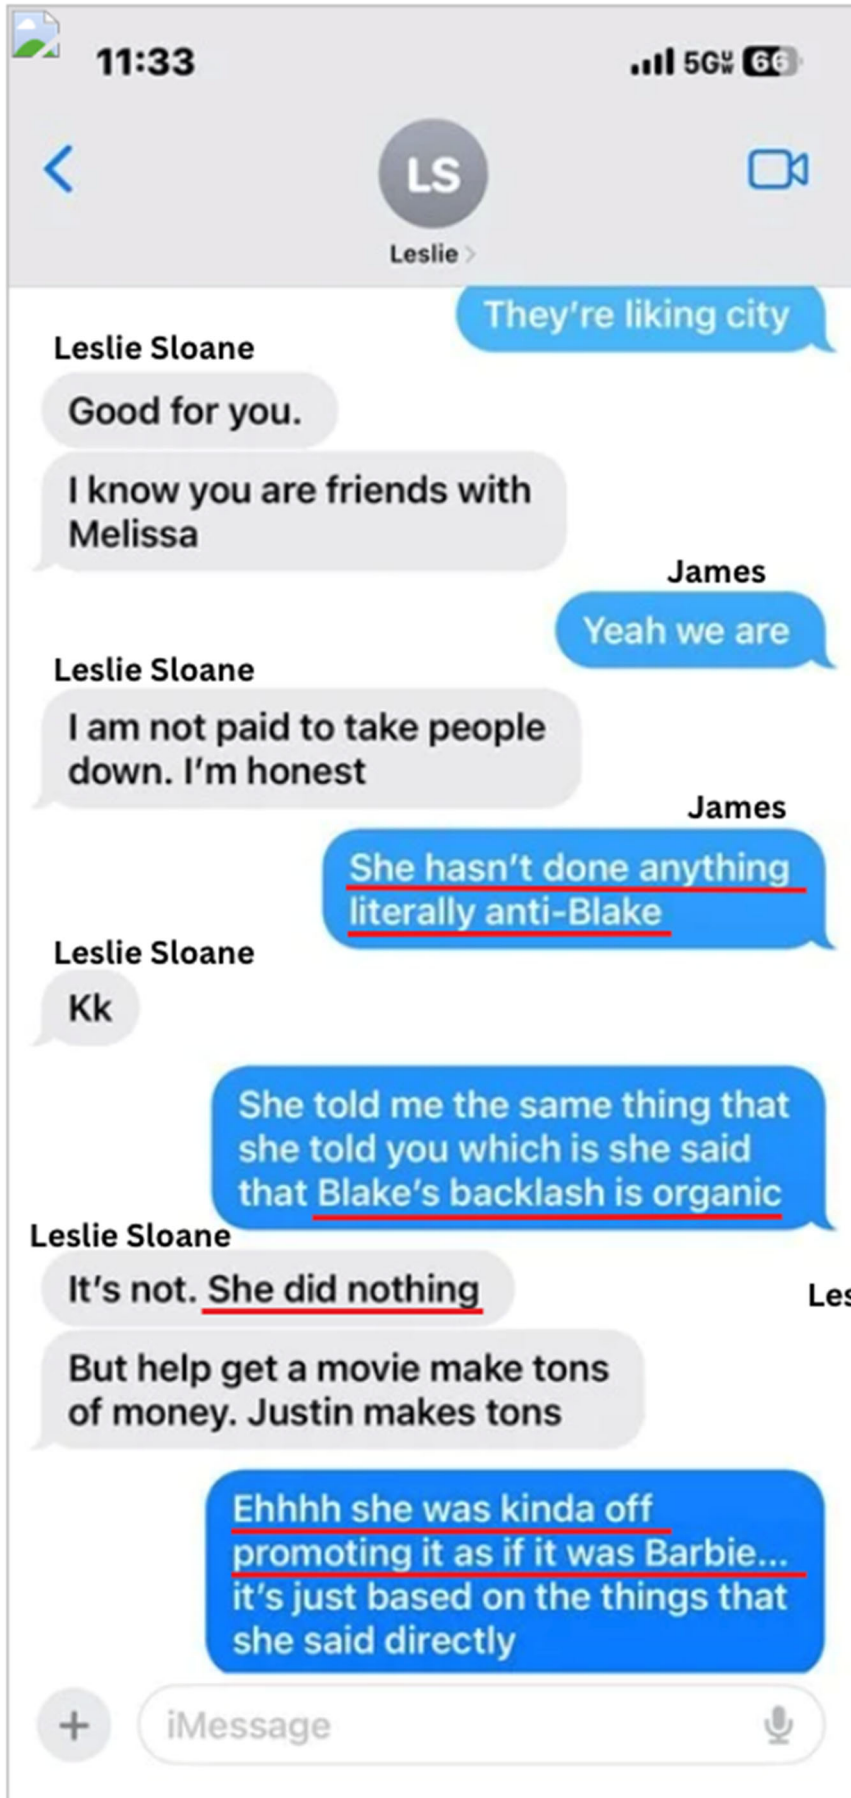 11:33
5G UW 66
LS
Leslie >
They're liking city
Leslie Sloane
Good for you.
I know you are friends with
Melissa
James
Yeah we are
Leslie Sloane
I am not paid to take people
down. I'm honest
James
She hasn't done anything
literally anti-Blake
Leslie Sloane
Kk
She told me the same thing that
she told you which is she said
that Blake's backlash is organic
Leslie Sloane
It's not. She did nothing
Les
But help get a movie make tons
of money. Justin makes tons
Ehhhh she was kinda off
promoting it as if it was Barbie...
it's just based on the things that
she said directly
+
iMessage